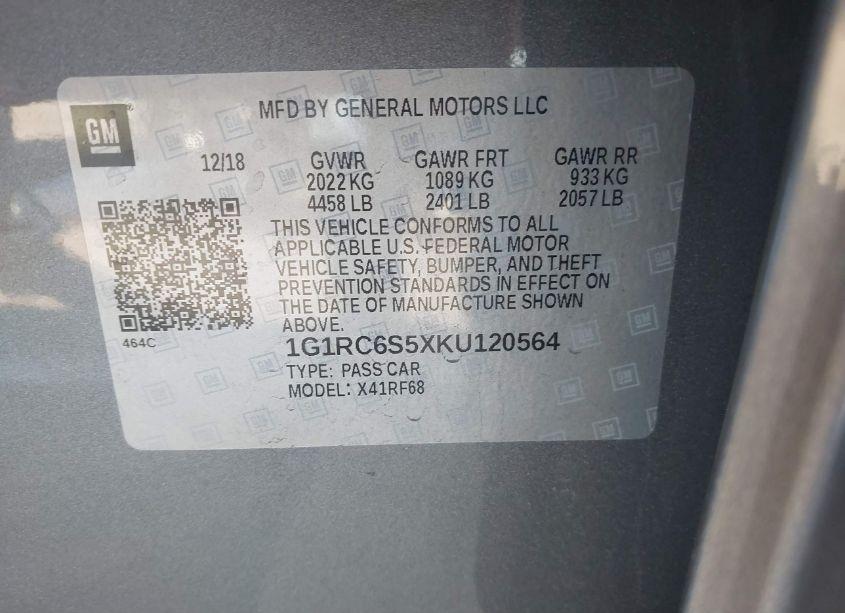 GM
MFD BY GENERAL MOTORS LLC
12/18 GVWR GAWR FRT GAWR RR
2022 KG 1089 KG 933 KG
4458 LB 2401 LB 2057 LB
THIS VEHICLE CONFORMS TO ALL
APPLICABLE U.S. FEDERAL MOTOR
VEHICLE SAFETY, BUMPER, AND THEFT
PREVENTION STANDARDS IN EFFECT ON
THE DATE OF MANUFACTURE SHOWN
ABOVE.
464C
1G1RC6S5XKU120564
TYPE: PASS CAR
MODEL: X41RF68